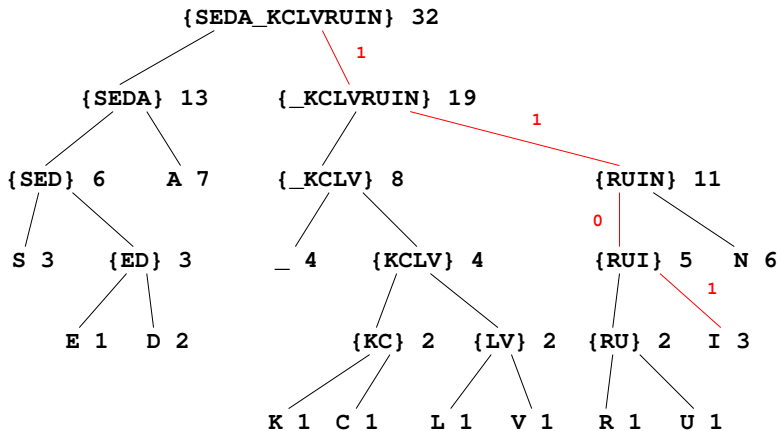 {SEDA_KCLVRUIN} 32
1
{SEDA} 13 {_KCLVRUIN} 19
1
{SED} 6 A 7 {_KCLV} 8 {RUIN} 11
0
S 3 {ED} 3 _ 4 {KCLV} 4 {RUI} 5 N 6
1
E 1 D 2 {KC} 2 {LV} 2 {RU} 2 I 3
K 1 C 1 L 1 V 1 R 1 U 1